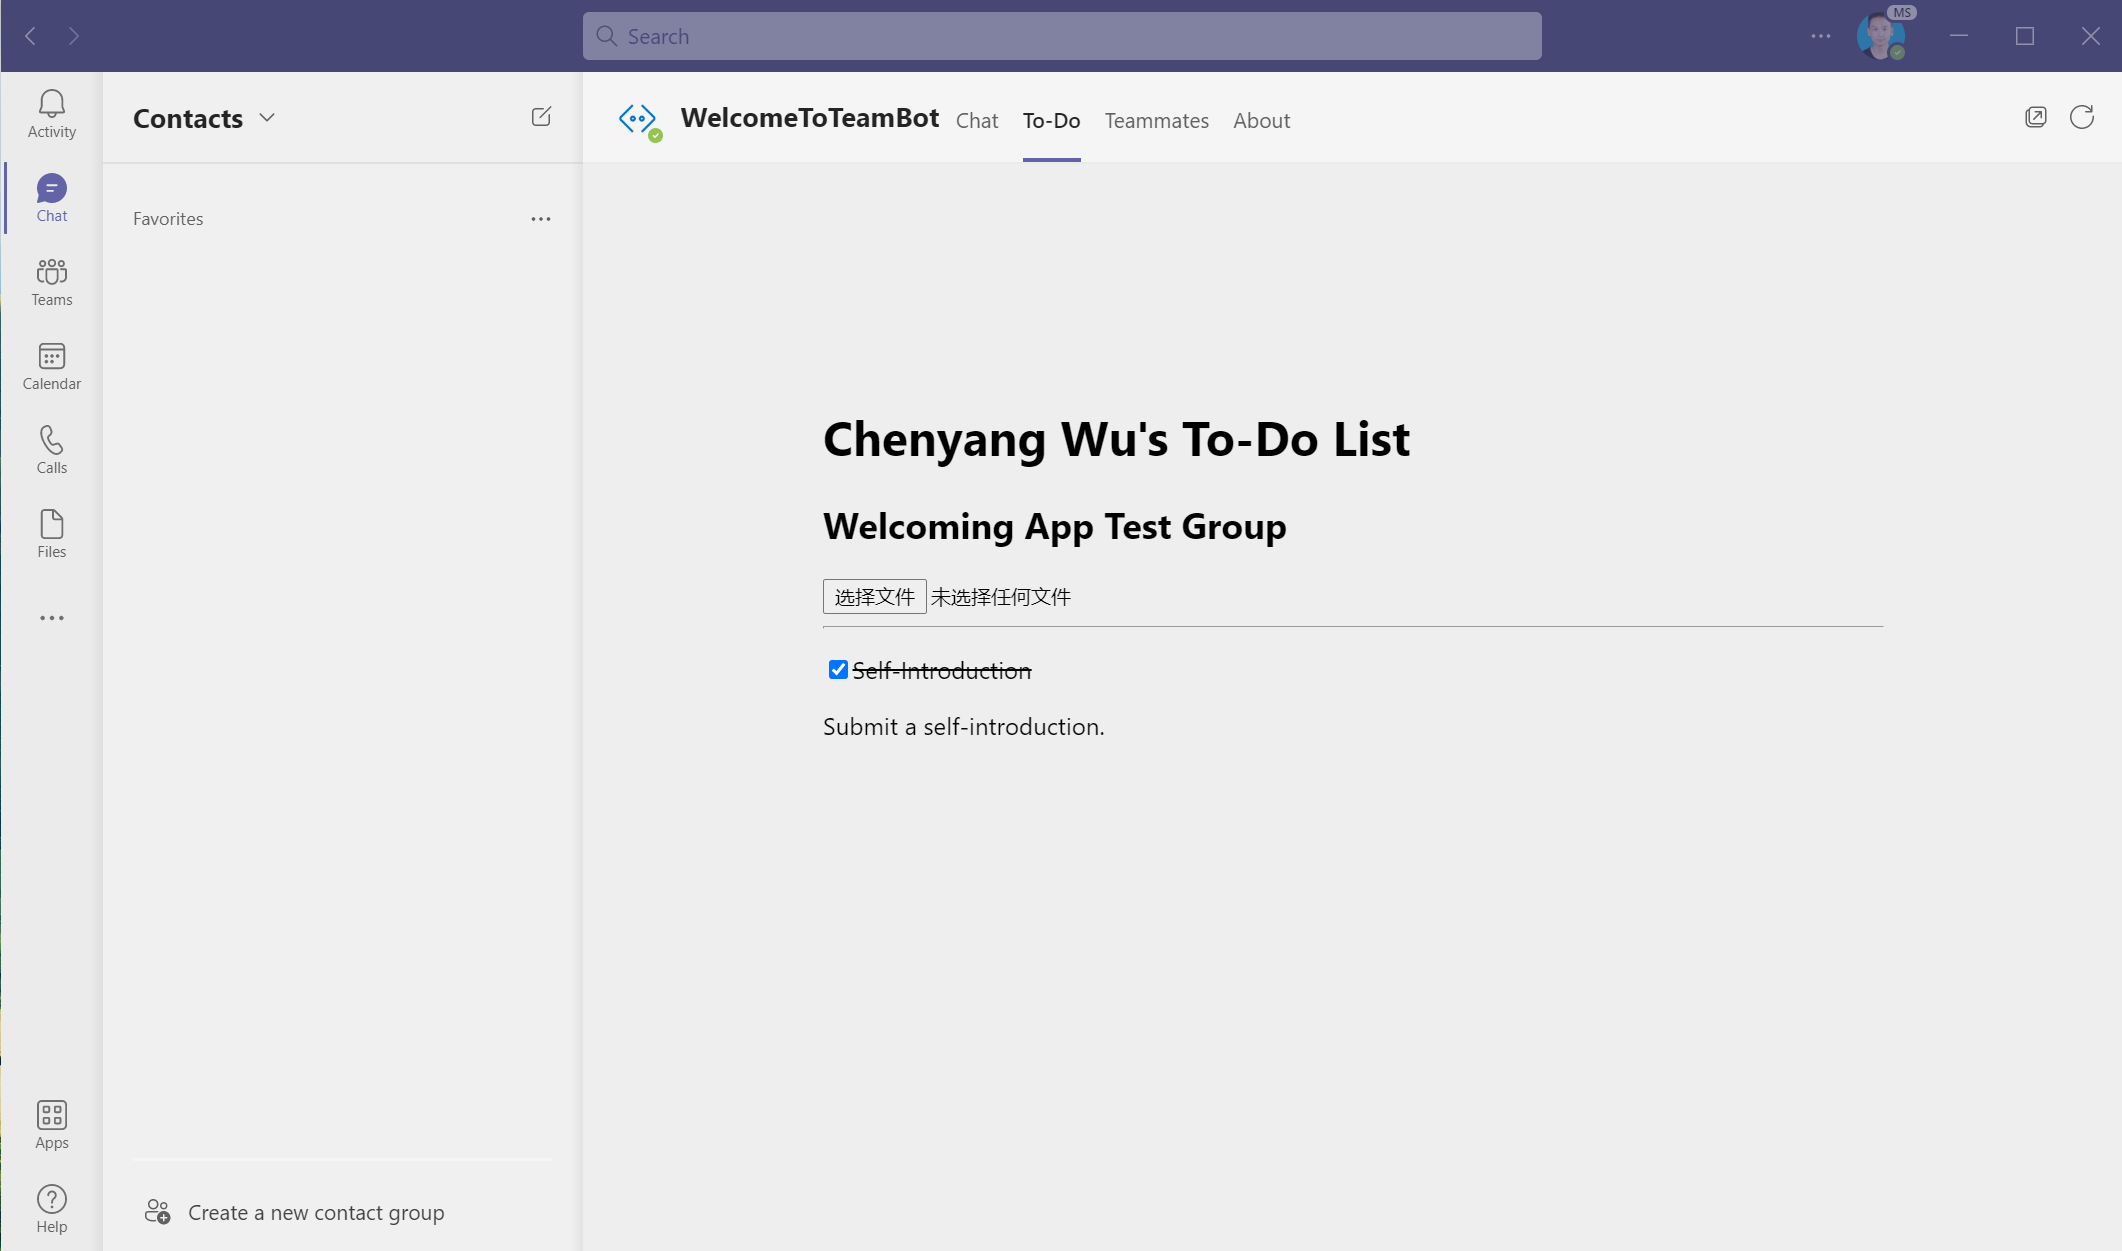 Search
MS
Activity
Chat
Teams
Calendar
Calls
Files
Apps
Help
Contacts
Favorites
Create a new contact group
WelcomeToTeamBot Chat To-Do Teammates About
Chenyang Wu's To-Do List
Welcoming App Test Group
选择文件 未选择任何文件
Self-Introduction
Submit a self-introduction.